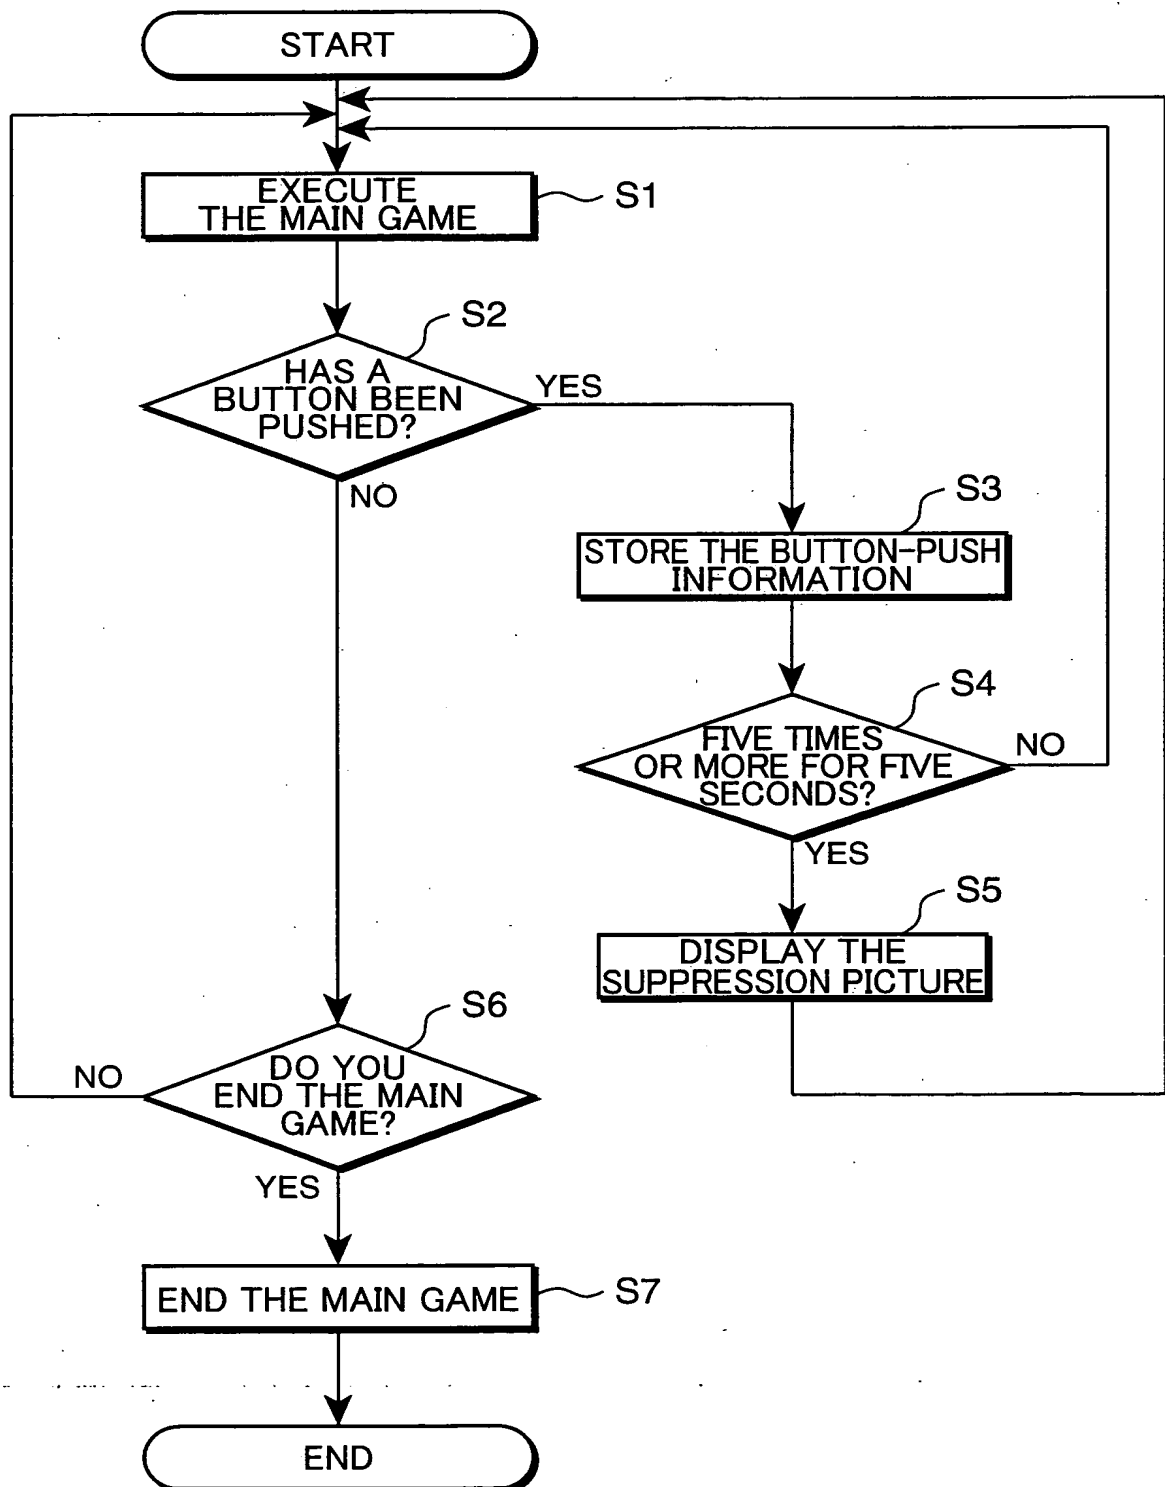 START
EXECUTE
THE MAIN GAME
S1
S2
HAS A
BUTTON BEEN
PUSHED?
YES
NO
S3
STORE THE BUTTON-PUSH
INFORMATION
S4
FIVE TIMES
OR MORE FOR FIVE
SECONDS?
NO
YES
S5
DISPLAY THE
SUPPRESSION PICTURE
S6
DO YOU
END THE MAIN
GAME?
NO
YES
END THE MAIN GAME
S7
END